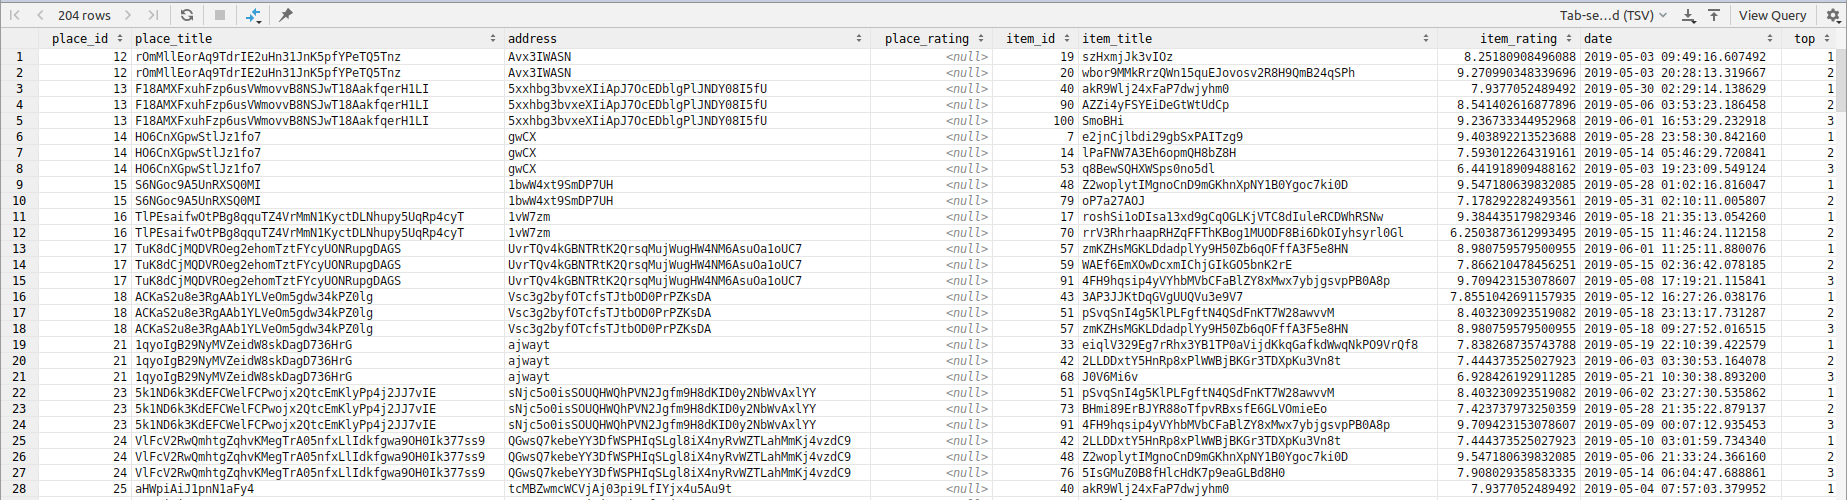 204 rows Tab-se...d (TSV) View Query
place_id place_title address place_rating item_id item_title item_rating date top
1 12 rOmMllEorAq9TdrIE2uHn31JnK5pfYPeTQ5Tnz Avx3IWASN <null> 19 szHxmjJk3vIOz 8.25180908496088 2019-05-03 09:49:16.607492 1
2 12 rOmMllEorAq9TdrIE2uHn31JnK5pfYPeTQ5Tnz Avx3IWASN <null> 20 wbor9MMkRrzQWn15quEJovosv2R8H9QmB24qSPh 9.270990348339696 2019-05-03 20:28:13.319667 2
3 13 F18AMXFxuhFzp6usVWmovvB8NSJwT18AakfqerH1LI 5xxhbg3bvxeXIiApJ7OcEDblgPlJNDY08I5fU <null> 40 akR9Wlj24xFaP7dwjyhm0 7.9377052489492 2019-05-30 02:29:14.138629 1
4 13 F18AMXFxuhFzp6usVWmovvB8NSJwT18AakfqerH1LI 5xxhbg3bvxeXIiApJ7OcEDblgPlJNDY08I5fU <null> 90 AZZi4yFSYEiDeGtWtUdCp 8.541402616877896 2019-05-06 03:53:23.186458 2
5 13 F18AMXFxuhFzp6usVWmovvB8NSJwT18AakfqerH1LI 5xxhbg3bvxeXIiApJ7OcEDblgPlJNDY08I5fU <null> 100 SmoBHi 9.236733344952968 2019-06-01 16:53:29.232918 3
6 14 HO6CnXGpwStlJz1fo7 gwCX <null> 7 e2jnCjlbdi29gbSxPAITzg9 9.403892213523688 2019-05-28 23:58:30.842160 1
7 14 HO6CnXGpwStlJz1fo7 gwCX <null> 14 lPaFNW7A3Eh6opmQH8bZ8H 7.593012264319161 2019-05-14 05:46:29.720841 2
8 14 HO6CnXGpwStlJz1fo7 gwCX <null> 53 q8BewSQHXWSps0no5dl 6.441918909488162 2019-05-03 19:23:09.549124 3
9 15 S6NGoc9A5UnRXSQ0MI 1bwW4xt9SmDP7UH <null> 48 Z2woplytIMgnoCnD9mGKhnXpNY1B0Ygoc7ki0D 9.547180639832085 2019-05-28 01:02:16.816047 1
10 15 S6NGoc9A5UnRXSQ0MI 1bwW4xt9SmDP7UH <null> 79 oP7a27AOJ 7.178292282493561 2019-05-31 02:10:11.005807 2
11 16 TlPEsaifwOtPBg8qquTZ4VrMmN1KyctDLNhupy5UqRp4cyT 1vW7zm <null> 17 roshSi1oDIsa13xd9gCqOGLKjVTC8dIuleRCDWhRSNw 9.384435179829346 2019-05-18 21:35:13.054260 1
12 16 TlPEsaifwOtPBg8qquTZ4VrMmN1KyctDLNhupy5UqRp4cyT 1vW7zm <null> 70 rrV3RhrhaapRHZqFFThKBog1MUODF8Bi6DkOIyhsyrl0Gl 6.2503873612993495 2019-05-15 11:46:24.112158 2
13 17 TuK8dCjMQDVROeg2ehomTztFYcyUONRupgDAGS UvrTQv4kGBNTRtK2QrsqMujWugHW4NM6AsuOa1oUC7 <null> 57 zmKZHsMGKLDdadplYy9H50Zb6qOFffA3F5e8HN 8.980759579500955 2019-06-01 11:25:11.880076 1
14 17 TuK8dCjMQDVROeg2ehomTztFYcyUONRupgDAGS UvrTQv4kGBNTRtK2QrsqMujWugHW4NM6AsuOa1oUC7 <null> 59 WAEf6EmXOwDcxmIChjGIkGO5bnK2rE 7.866210478456251 2019-05-15 02:36:42.078185 2
15 17 TuK8dCjMQDVROeg2ehomTztFYcyUONRupgDAGS UvrTQv4kGBNTRtK2QrsqMujWugHW4NM6AsuOa1oUC7 <null> 91 4FH9hqsip4yVYhbMVbCFaBlZY8xMwx7ybjgsvpPB0A8p 9.709423153078607 2019-05-08 17:19:21.115841 3
16 18 ACKaS2u8e3RgAAb1YLVeOm5gdw34kPZ0lg Vsc3g2byfOTcfsTJtbOD0PrPZKsDA <null> 43 3AP3JJKtDqGVgUUQVu3e9V7 7.8551042691157935 2019-05-12 16:27:26.038176 1
17 18 ACKaS2u8e3RgAAb1YLVeOm5gdw34kPZ0lg Vsc3g2byfOTcfsTJtbOD0PrPZKsDA <null> 51 pSvqSnI4g5KlPLFgftN4QSdFnKT7W28awvvM 8.403230923519082 2019-05-18 23:13:17.731287 2
18 18 ACKaS2u8e3RgAAb1YLVeOm5gdw34kPZ0lg Vsc3g2byfOTcfsTJtbOD0PrPZKsDA <null> 57 zmKZHsMGKLDdadplYy9H50Zb6qOFffA3F5e8HN 8.980759579500955 2019-05-18 09:27:52.016515 3
19 21 1qyoIgB29NyMVZeidW8skDagD736HrG ajwayt <null> 33 eiqlV329Eg7rRhx3YB1TP0aVijdKkqGafkdWwqNkPO9VrQf8 7.838268735743788 2019-05-19 22:10:39.422579 1
20 21 1qyoIgB29NyMVZeidW8skDagD736HrG ajwayt <null> 42 2LLDDxtY5HnRp8xPlWWBjBKGr3TDXpKu3Vn8t 7.444373525027923 2019-06-03 03:30:53.164078 2
21 21 1qyoIgB29NyMVZeidW8skDagD736HrG ajwayt <null> 68 J0V6Mi6v 6.928426192911285 2019-05-21 10:30:38.893200 3
22 23 5k1ND6k3KdEFCWelFCPwojx2QtcEmKlyPp4j2JJ7vIE sNjc5o0isSOUQHWQhPVN2Jgfm9H8dKID0y2NbWvAxlYY <null> 51 pSvqSnI4g5KlPLFgftN4QSdFnKT7W28awvvM 8.403230923519082 2019-06-02 23:27:30.535862 1
23 23 5k1ND6k3KdEFCWelFCPwojx2QtcEmKlyPp4j2JJ7vIE sNjc5o0isSOUQHWQhPVN2Jgfm9H8dKID0y2NbWvAxlYY <null> 73 BHmi89ErBJYR88oTfpvRBxsfE6GLVOmieEo 7.423737973250359 2019-05-28 21:35:22.879137 2
24 23 5k1ND6k3KdEFCWelFCPwojx2QtcEmKlyPp4j2JJ7vIE sNjc5o0isSOUQHWQhPVN2Jgfm9H8dKID0y2NbWvAxlYY <null> 91 4FH9hqsip4yVYhbMVbCFaBlZY8xMwx7ybjgsvpPB0A8p 9.709423153078607 2019-05-09 00:07:12.935453 3
25 24 VlFcV2RwQmhtgZqhvKMegTrA05nfxLlIdkfgwa9OH0Ik377ss9 QGwsQ7kebeYY3DfWSPHIqSLgl8iX4nyRvWZTLahMmKj4vzdC9 <null> 42 2LLDDxtY5HnRp8xPlWWBjBKGr3TDXpKu3Vn8t 7.444373525027923 2019-05-10 03:01:59.734340 1
26 24 VlFcV2RwQmhtgZqhvKMegTrA05nfxLlIdkfgwa9OH0Ik377ss9 QGwsQ7kebeYY3DfWSPHIqSLgl8iX4nyRvWZTLahMmKj4vzdC9 <null> 48 Z2woplytIMgnoCnD9mGKhnXpNY1B0Ygoc7ki0D 9.547180639832085 2019-05-06 21:33:24.366160 2
27 24 VlFcV2RwQmhtgZqhvKMegTrA05nfxLlIdkfgwa9OH0Ik377ss9 QGwsQ7kebeYY3DfWSPHIqSLgl8iX4nyRvWZTLahMmKj4vzdC9 <null> 76 5IsGMuZ0B8fHlcHdK7p9eaGLBd8H0 7.908029358583335 2019-05-14 06:04:47.688861 3
28 25 aHWpiAiJ1pnN1aFy4 tcMBZwmcWCVjAj03pi9LfIYjx4u5Au9t <null> 40 akR9Wlj24xFaP7dwjyhm0 7.9377052489492 2019-05-04 07:57:03.379952 1